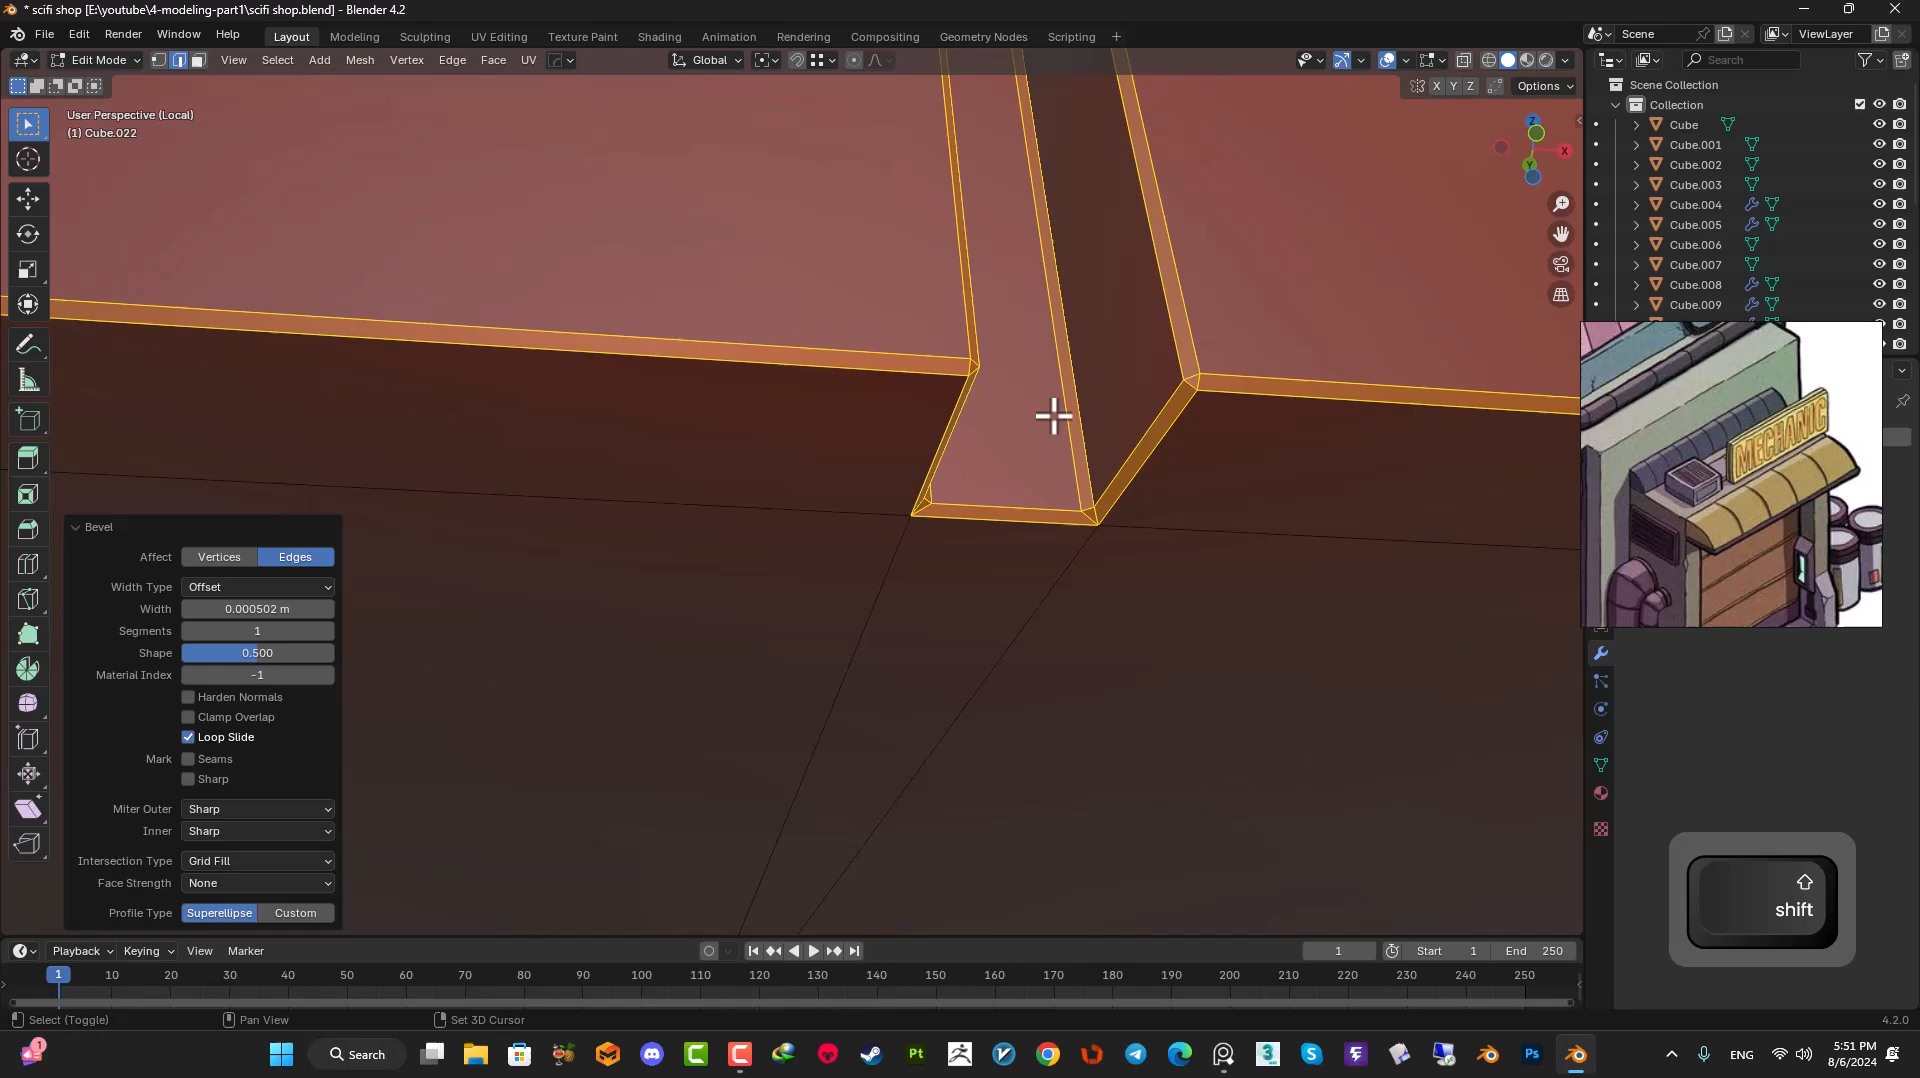 * scifi shop [E:\youtube\4-modeling-part1\scifi shop.blend] - Blender 4.2
File Edit Render Window Help Layout Modeling Sculpting UV Editing Texture Paint Shading Animation Rendering Compositing Geometry Nodes Scripting + Scene ViewLayer
Edit Mode View Select Add Mesh Vertex Edge Face UV Global Search
X Y Z Options
User Perspective (Local)
(1) Cube.022
Scene Collection
Collection
Cube
Cube.001
Cube.002
Cube.003
Cube.004
Cube.005
Cube.006
Cube.007
Cube.008
Cube.009
Z
X
Y
MECHANIC
Bevel
Affect Vertices Edges
Width Type Offset
Width 0.000502 m
Segments 1
Shape 0.500
Material Index -1
Harden Normals
Clamp Overlap
Loop Slide
Mark Seams
Sharp
Miter Outer Sharp
Inner Sharp
Intersection Type Grid Fill
Face Strength None
Profile Type Superellipse Custom
shift
Playback Keying View Marker 1 Start 1 End 250
1 10 20 30 40 50 60 70 80 90 100 110 120 130 140 150 160 170 180 190 200 210 220 230 240 250
Select (Toggle) Pan View Set 3D Cursor 4.2.0
1 Search Pt 3 S Ps ENG 5:51 PM
8/6/2024